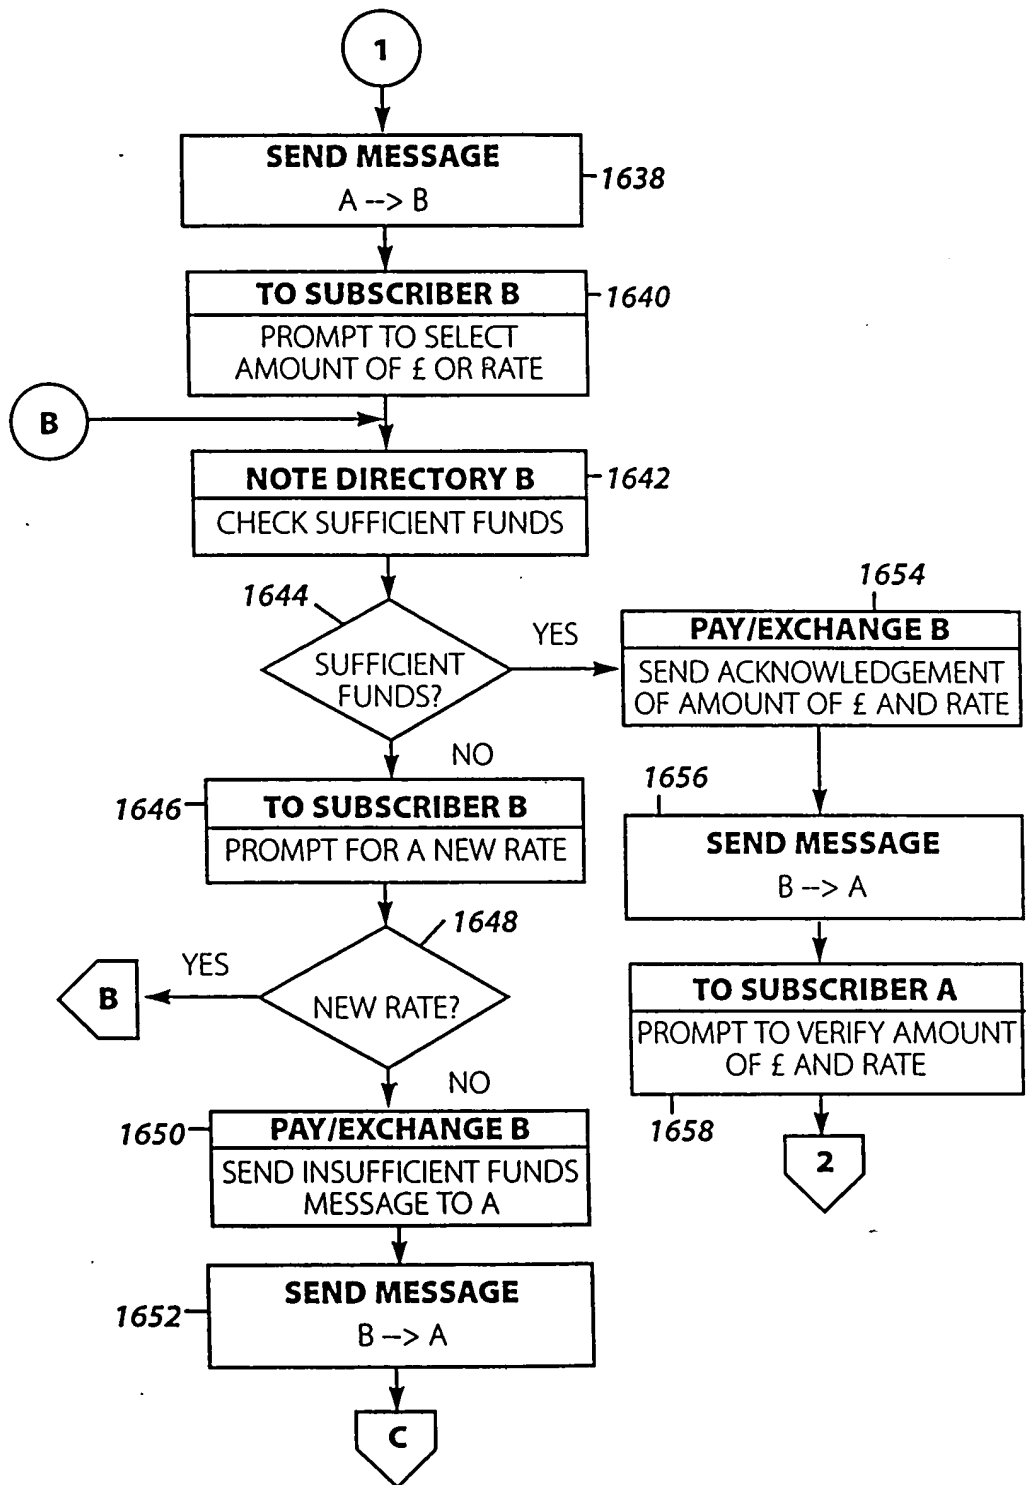 1
SEND MESSAGE
A --> B
1638
TO SUBSCRIBER B
1640
PROMPT TO SELECT
AMOUNT OF £ OR RATE
B
NOTE DIRECTORY B
1642
CHECK SUFFICIENT FUNDS
1644
SUFFICIENT
FUNDS?
YES
NO
1654
PAY/EXCHANGE B
SEND ACKNOWLEDGEMENT
OF AMOUNT OF £ AND RATE
1646
TO SUBSCRIBER B
PROMPT FOR A NEW RATE
1656
SEND MESSAGE
B --> A
1648
NEW RATE?
YES
B
NO
TO SUBSCRIBER A
PROMPT TO VERIFY AMOUNT
OF £ AND RATE
1658
2
1650
PAY/EXCHANGE B
SEND INSUFFICIENT FUNDS
MESSAGE TO A
1652
SEND MESSAGE
B --> A
C